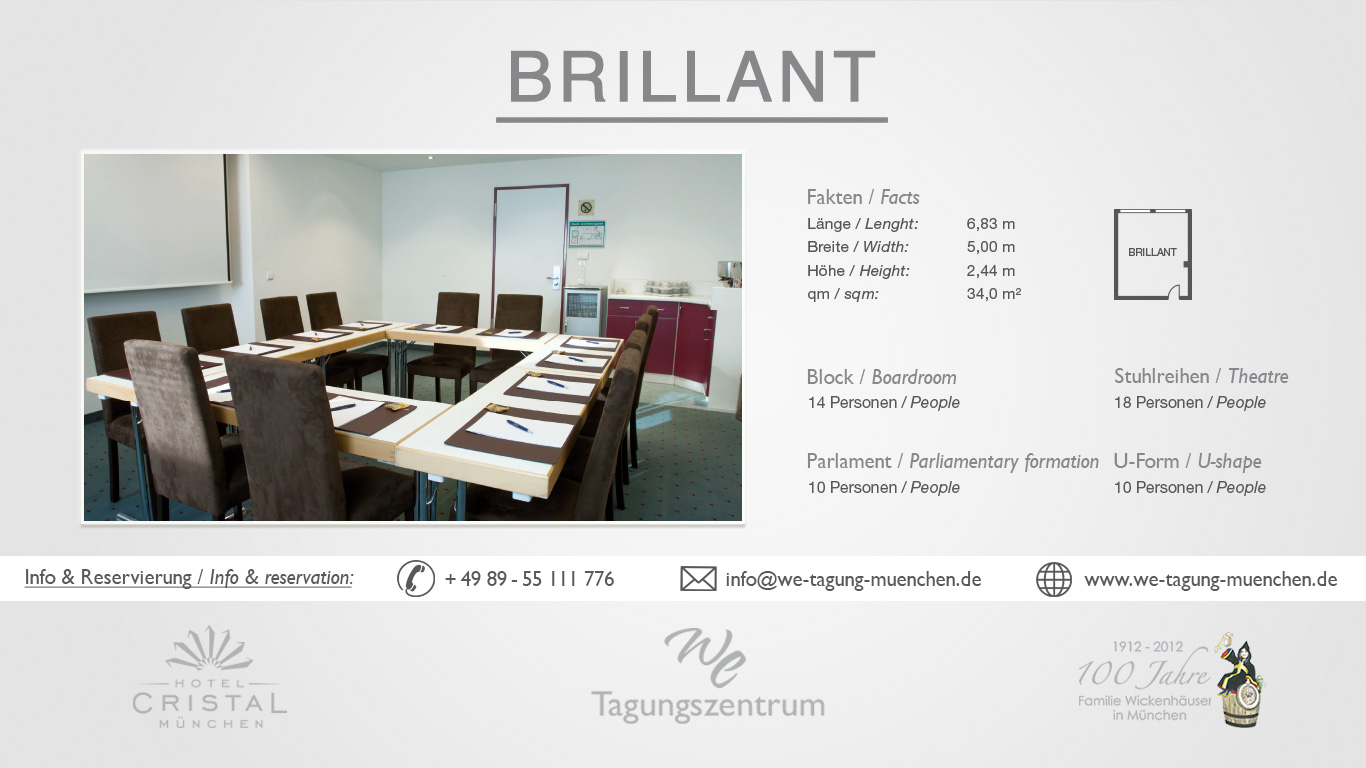 BRILLANT
Fakten / Facts
Länge / Lenght: 6,83 m
Breite / Width: 5,00 m
Höhe / Height: 2,44 m
qm / sqm: 34,0 m²
BRILLANT
Block / Boardroom
14 Personen / People
Stuhlreihen / Theatre
18 Personen / People
Parlament / Parliamentary formation
10 Personen / People
U-Form / U-shape
10 Personen / People
Info & Reservierung / Info & reservation:
+ 49 89 - 55 111 776
info@we-tagung-muenchen.de
www.we-tagung-muenchen.de
HOTEL
CRISTAL
MÜNCHEN
We
Tagungszentrum
1912 - 2012
100 Jahre
Familie Wickenhäuser
in München